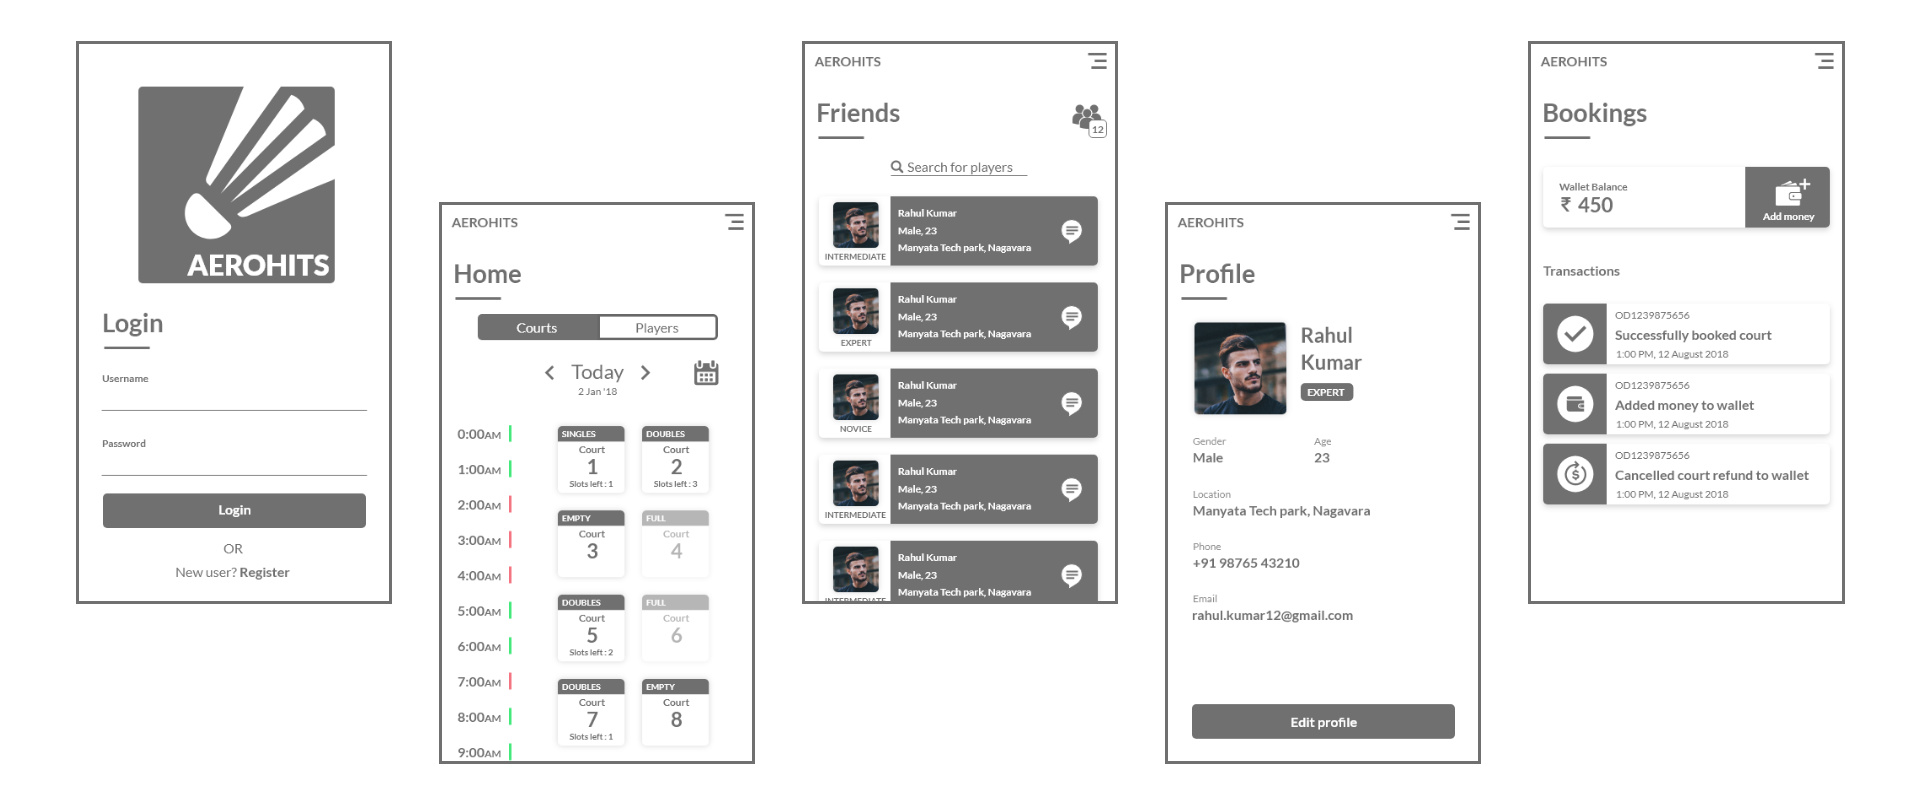 AEROHITS
Login
Username
Password
Login
OR
New user? Register
AEROHITS
Home
Courts
Players
Today
2 Jan '18
0:00AM
1:00AM
2:00AM
3:00AM
4:00AM
5:00AM
6:00AM
7:00AM
8:00AM
9:00AM
SINGLES
Court
1
Slots left : 1
DOUBLES
Court
2
Slots left : 3
EMPTY
Court
3
FULL
Court
4
DOUBLES
Court
5
Slots left : 2
FULL
Court
6
DOUBLES
Court
7
Slots left : 1
EMPTY
Court
8
AEROHITS
Friends
12
Search for players
INTERMEDIATE
Rahul Kumar
Male, 23
Manyata Tech park, Nagavara
EXPERT
Rahul Kumar
Male, 23
Manyata Tech park, Nagavara
NOVICE
Rahul Kumar
Male, 23
Manyata Tech park, Nagavara
INTERMEDIATE
Rahul Kumar
Male, 23
Manyata Tech park, Nagavara
INTERMEDIATE
Rahul Kumar
Male, 23
Manyata Tech park, Nagavara
AEROHITS
Profile
Rahul
Kumar
EXPERT
Gender
Male
Age
23
Location
Manyata Tech park, Nagavara
Phone
+91 98765 43210
Email
rahul.kumar12@gmail.com
Edit profile
AEROHITS
Bookings
Wallet Balance
₹ 450
Add money
Transactions
OD1239875656
Successfully booked court
1:00 PM, 12 August 2018
OD1239875656
Added money to wallet
1:00 PM, 12 August 2018
OD1239875656
Cancelled court refund to wallet
1:00 PM, 12 August 2018